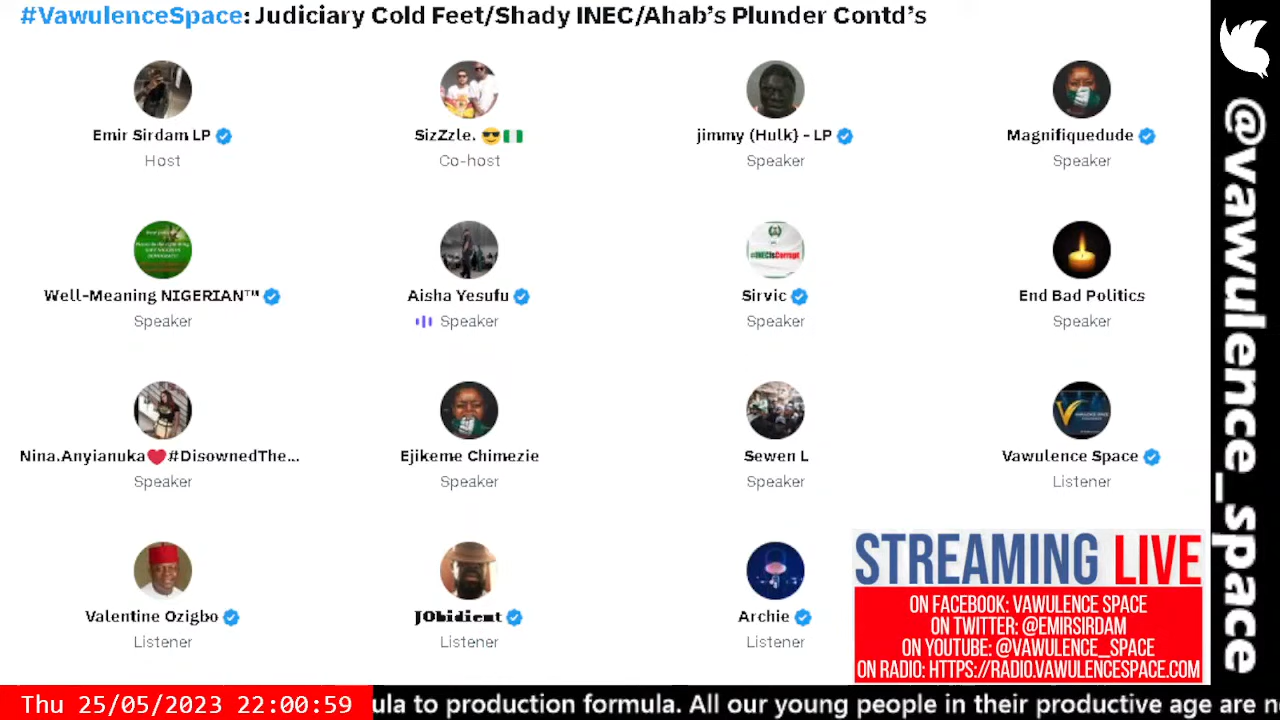 #VawulenceSpace: Judiciary Cold Feet/Shady INEC/Ahab's Plunder Contd's
Emir Sirdam LP
Host
SizZzle. 😎🇳🇬
Co-host
jimmy (Hulk) - LP
Speaker
Magnifiquedude
Speaker
Well-Meaning NIGERIAN™
Speaker
Aisha Yesufu
Speaker
#INECIsCorrupt
Sirvic
Speaker
End Bad Politics
Speaker
Nina.Anyianuka❤️#DisownedThe...
Speaker
Ejikeme Chimezie
Speaker
Sewen L
Speaker
Vawulence Space
Listener
Valentine Ozigbo
Listener
JObidient
Listener
Archie
Listener
STREAMING LIVE
ON FACEBOOK: VAWULENCE SPACE
ON TWITTER: @EMIRSIRDAM
ON YOUTUBE: @VAWULENCE_SPACE
ON RADIO: HTTPS://RADIO.VAWULENCESPACE.COM
@vawulence_space
Thu 25/05/2023 22:00:59
ula to production formula. All our young people in their productive age are n